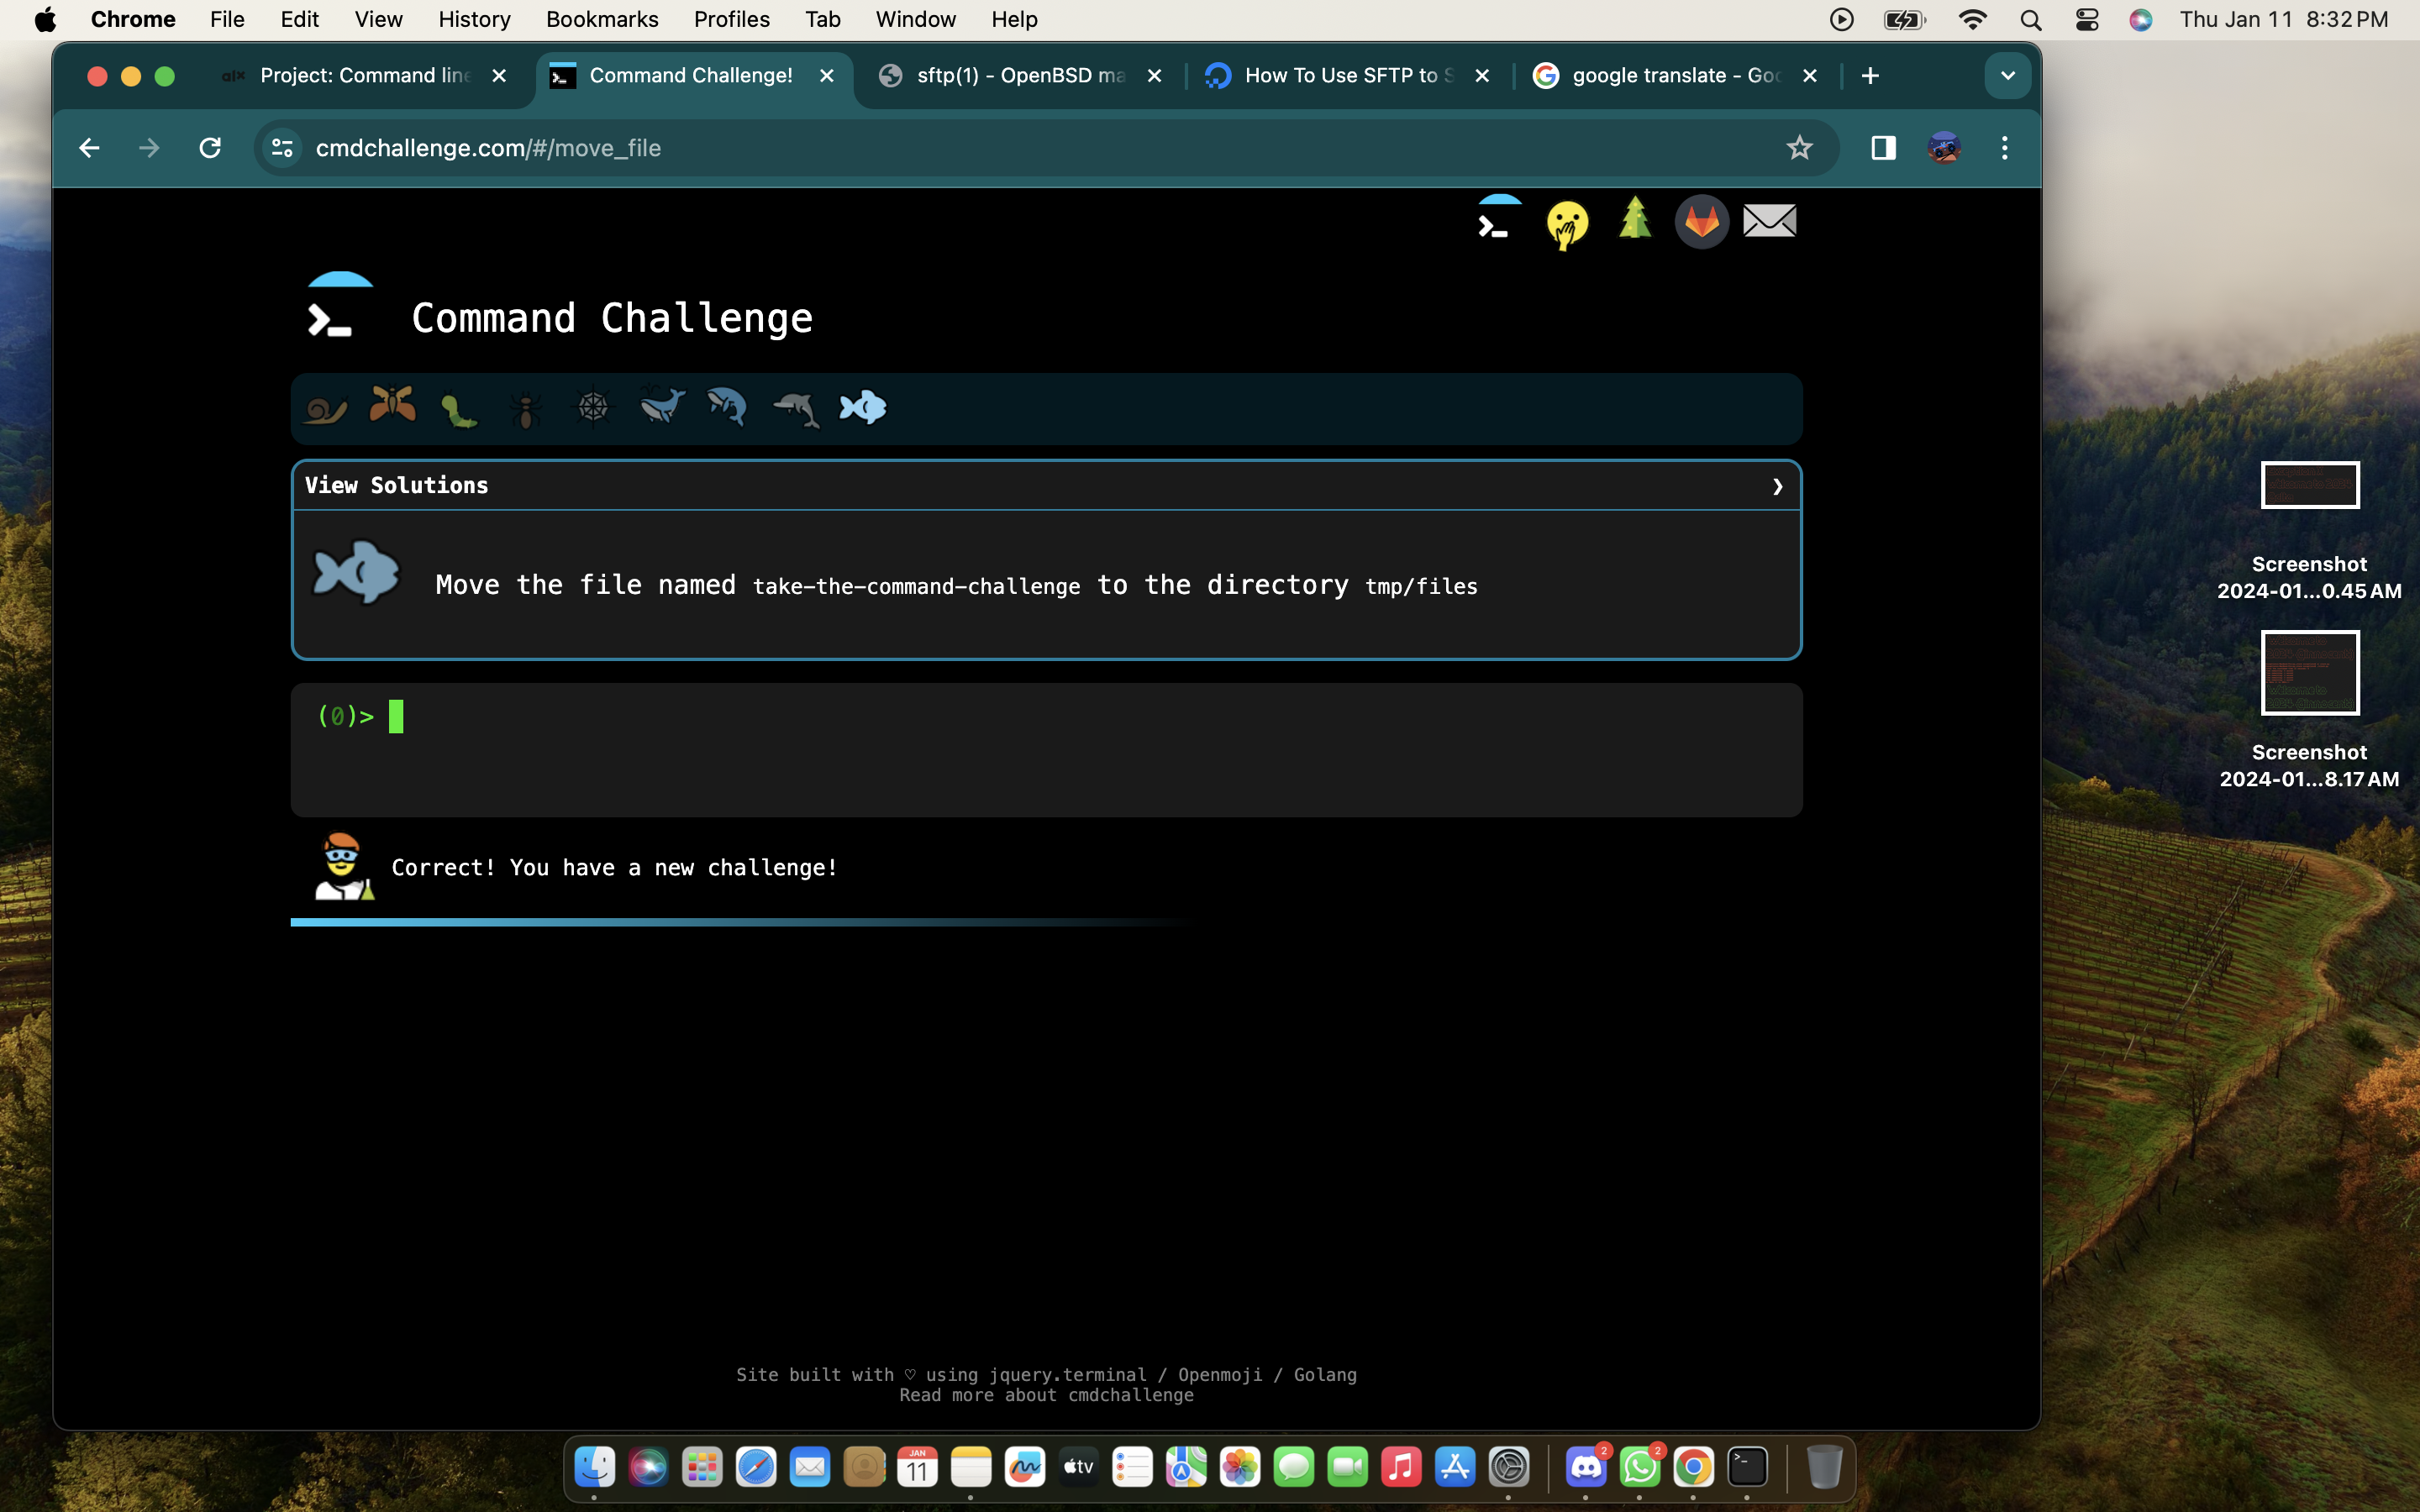 Chrome File Edit View History Bookmarks Profiles Tab Window Help Thu Jan 11 8:32 PM
Project: Command line Command Challenge! sftp(1) - OpenBSD ma How To Use SFTP to S google translate - Goo
cmdchallenge.com/#/move_file
Command Challenge
View Solutions
Move the file named take-the-command-challenge to the directory tmp/files
(0)>
Correct! You have a new challenge!
Site built with ♡ using jquery.terminal / Openmoji / Golang
Read more about cmdchallenge
Screenshot
2024-01...0.45 AM
Screenshot
2024-01...8.17 AM
JAN
11
tv
2
2